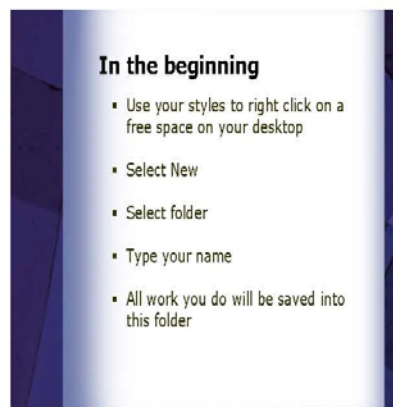 In the beginning
▪ Use your styles to right click on a
free space on your desktop
▪ Select New
▪ Select folder
▪ Type your name
▪ All work you do will be saved into
this folder